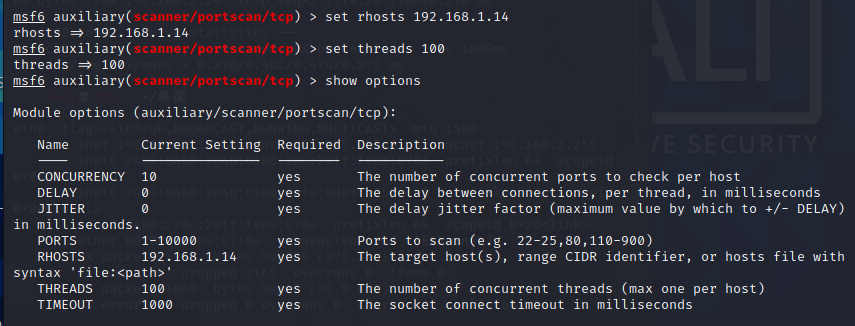 msf6 auxiliary(scanner/portscan/tcp) > set rhosts 192.168.1.14
rhosts => 192.168.1.14
msf6 auxiliary(scanner/portscan/tcp) > set threads 100
threads => 100
msf6 auxiliary(scanner/portscan/tcp) > show options
Module options (auxiliary/scanner/portscan/tcp):
Name Current Setting Required Description
CONCURRENCY 10 yes The number of concurrent ports to check per host
DELAY 0 yes The delay between connections, per thread, in milliseconds
JITTER 0 yes The delay jitter factor (maximum value by which to +/- DELAY)
in milliseconds.
PORTS 1-10000 yes Ports to scan (e.g. 22-25,80,110-900)
RHOSTS 192.168.1.14 yes The target host(s), range CIDR identifier, or hosts file with
syntax 'file:<path>'
THREADS 100 yes The number of concurrent threads (max one per host)
TIMEOUT 1000 yes The socket connect timeout in milliseconds
VE SECURITY